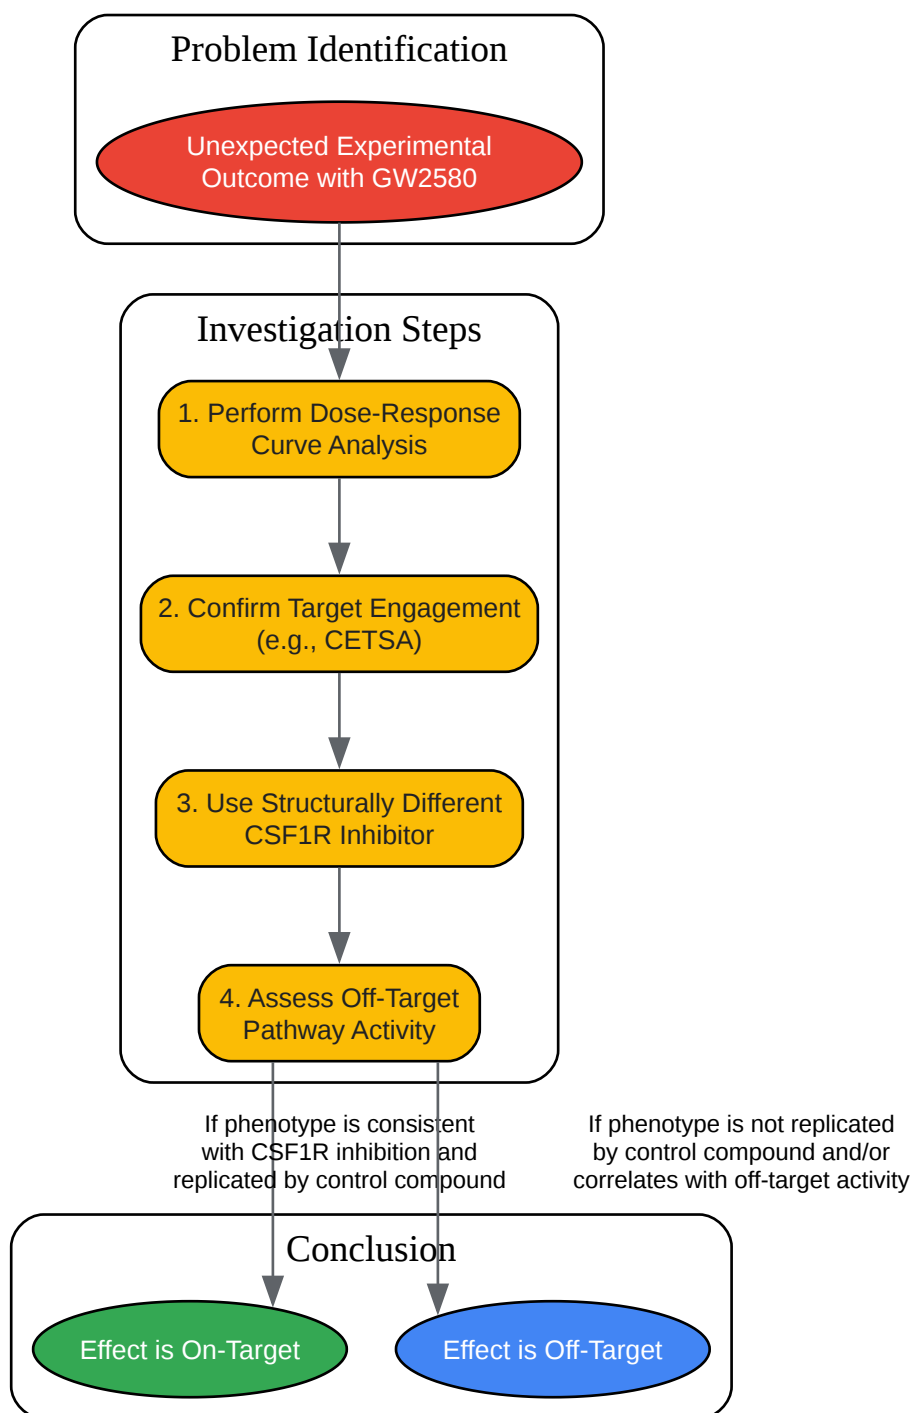 Problem Identification
Unexpected Experimental
Outcome with GW2580
Investigation Steps
1. Perform Dose-Response
Curve Analysis
2. Confirm Target Engagement
(e.g., CETSA)
3. Use Structurally Different
CSF1R Inhibitor
4. Assess Off-Target
Pathway Activity
If phenotype is consistent
with CSF1R inhibition and
replicated by control compound
If phenotype is not replicated
by control compound and/or
correlates with off-target activity
Conclusion
Effect is On-Target
Effect is Off-Target